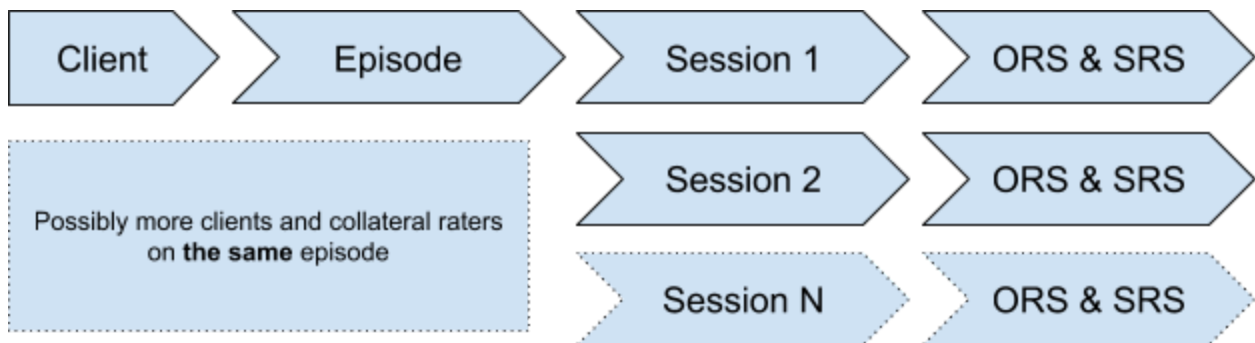 Client
Episode
Session 1
ORS & SRS
Session 2
ORS & SRS
Possibly more clients and collateral raters
on the same episode
Session N
ORS & SRS